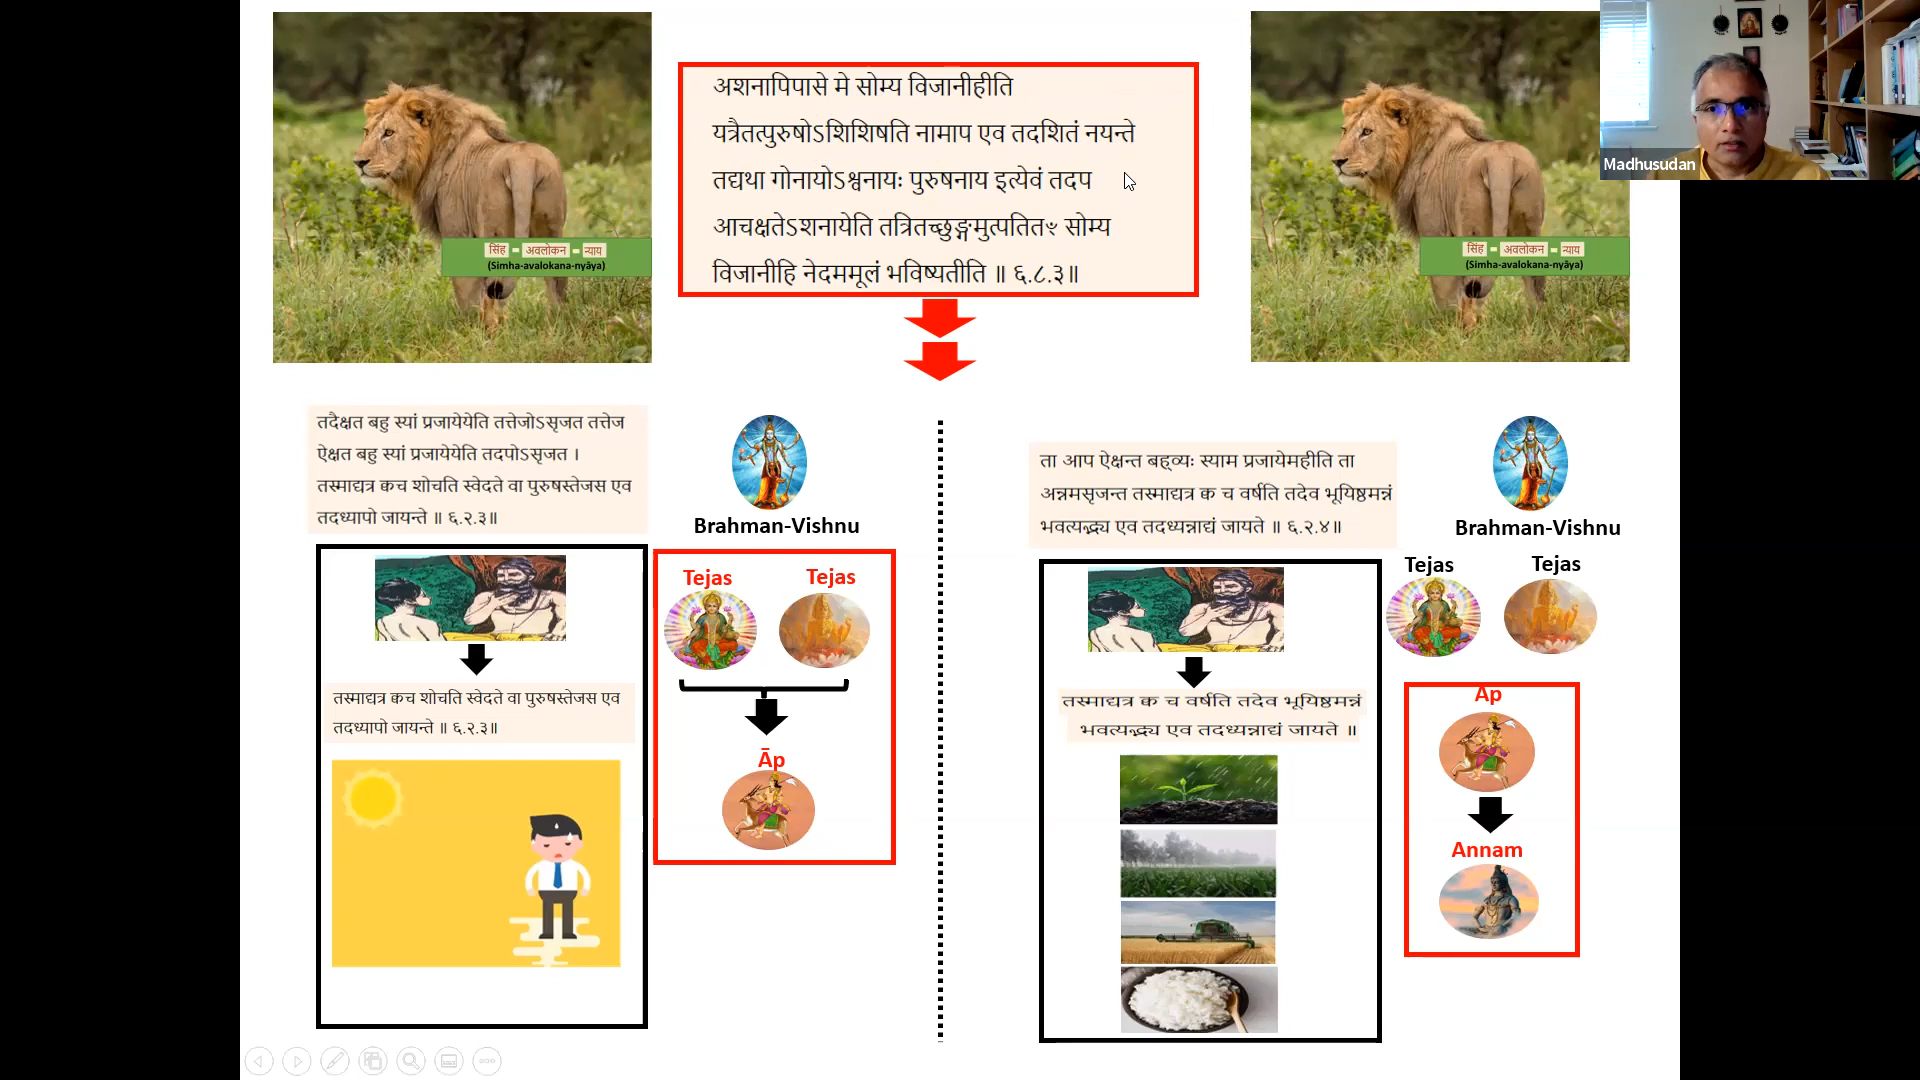 अशनापिपासे मे सोम्य विजानीहीति
यत्रैतत्पुरुषोऽशिशिषति नामाप एव तदशितं नयन्ते
तद्यथा गोनायोऽश्वनायः पुरुषनाय इत्येवं तदप
आचक्षतेऽशनायेति तत्रितच्छुङ्गमुत्पतितꣳ सोम्य
विजानीहि नेदममूलं भविष्यतीति ॥ ६.८.३॥
Madhusudan
सिंह - अवलोकन - न्याय
(Simha-avalokana-nyāya)
सिंह - अवलोकन - न्याय
(Simha-avalokana-nyāya)
तदैक्षत बहु स्यां प्रजायेयेति तत्तेजोऽसृजत तत्तेज
ऐक्षत बहु स्यां प्रजायेयेति तदपोऽसृजत ।
तस्माद्यत्र क्वच शोचति स्वेदते वा पुरुषस्तेजस एव
तदध्यापो जायन्ते ॥ ६.२.३॥
Brahman-Vishnu
Tejas
Tejas
Āp
तस्माद्यत्र क्वच शोचति स्वेदते वा पुरुषस्तेजस एव
तदध्यापो जायन्ते ॥ ६.२.३॥
ता आप ऐक्षन्त बह्व्यः स्याम प्रजायेमहीति ता
अन्नमसृजन्त तस्माद्यत्र क्व च वर्षति तदेव भूयिष्ठमन्नं
भवत्यद्भ्य एव तदध्यन्नाद्यं जायते ॥ ६.२.४॥
Brahman-Vishnu
Tejas
Tejas
तस्माद्यत्र क्व च वर्षति तदेव भूयिष्ठमन्नं
भवत्यद्भ्य एव तदध्यन्नाद्यं जायते ॥
Ap
Annam